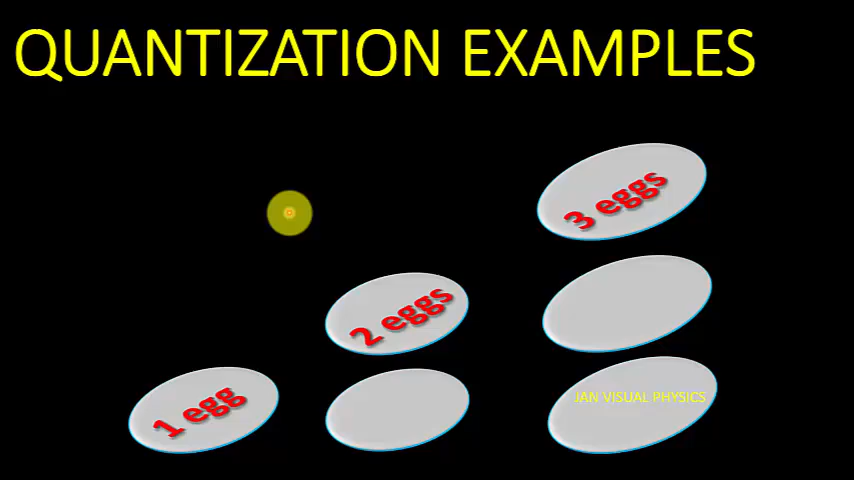 QUANTIZATION EXAMPLES
3 eggs
2 eggs
1 egg
JAN VISUAL PHYSICS